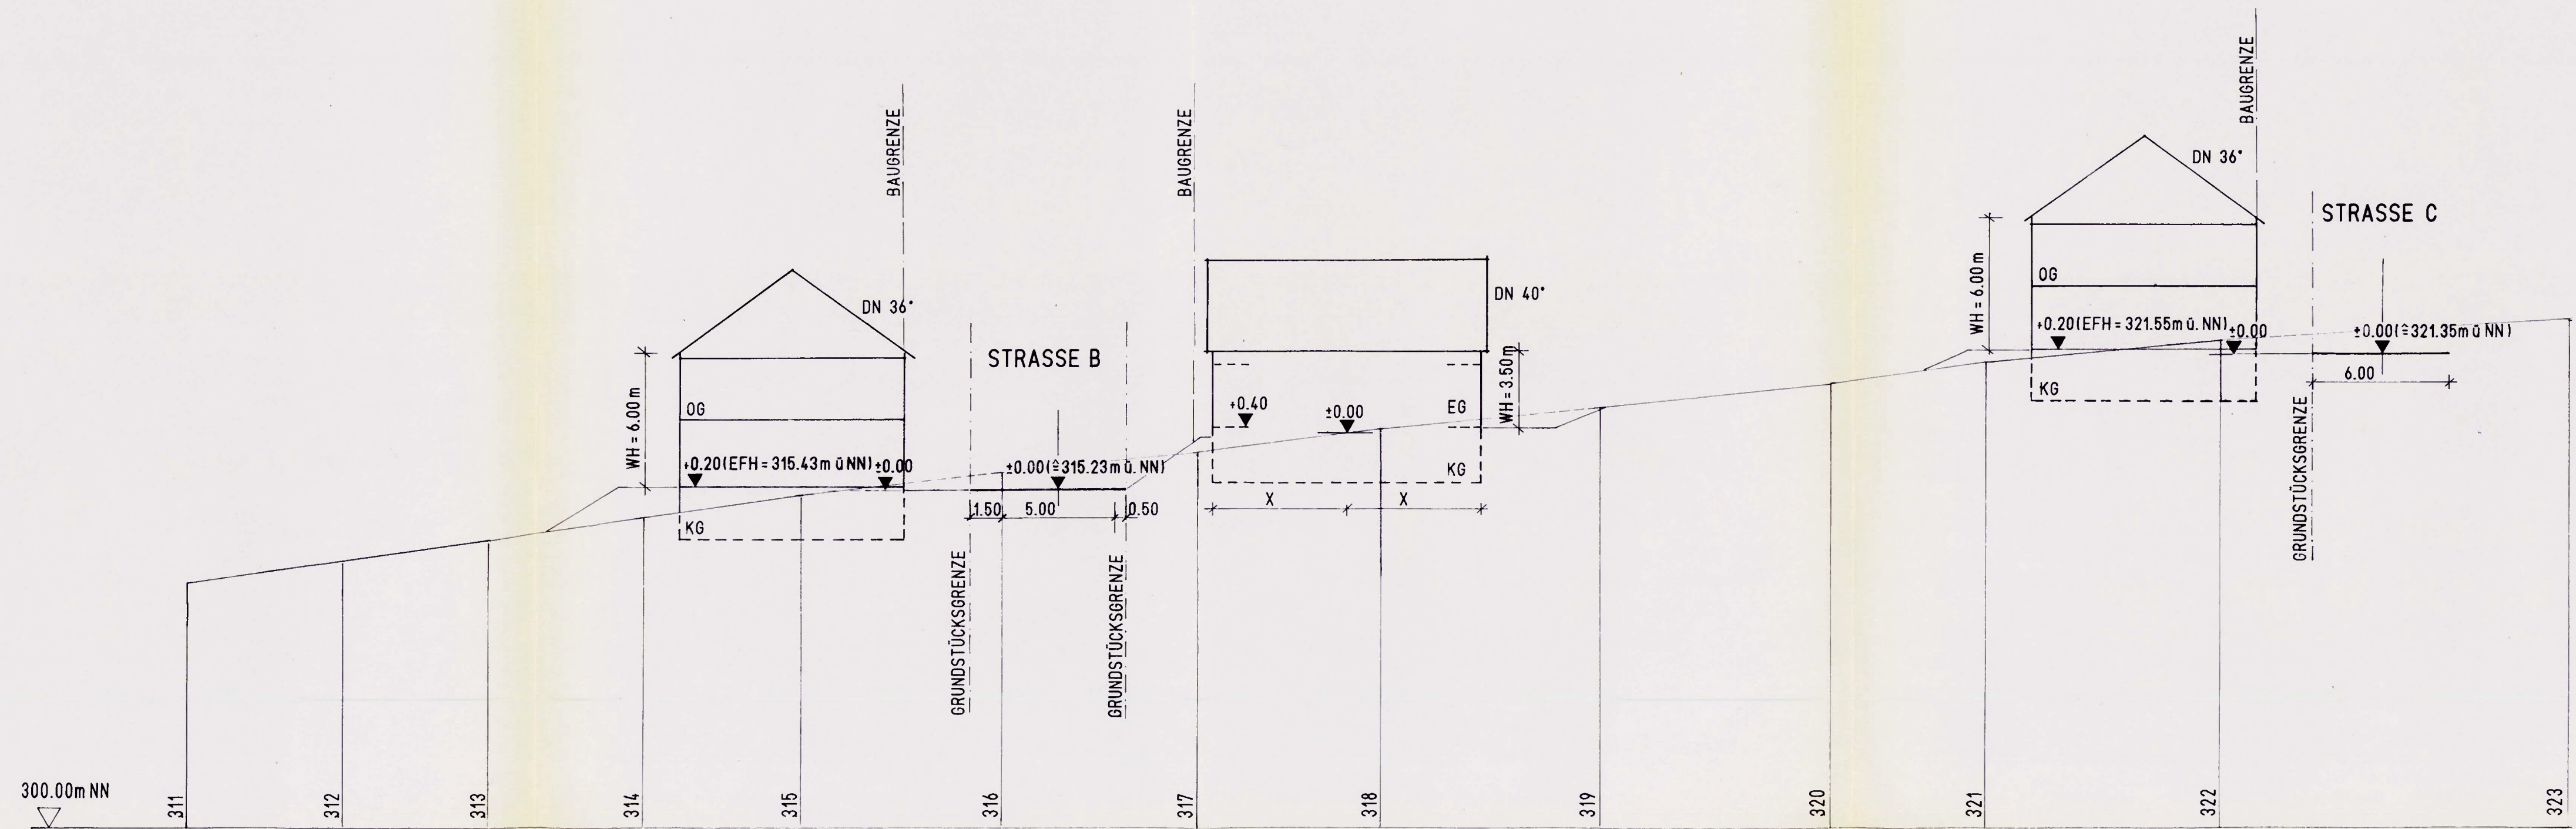 BAUGRENZE
BAUGRENZE
BAUGRENZE
DN 36°
STRASSE C
WH = 6.00 m
OG
+0.20 (EFH = 321.55m ü. NN)
±0.00
±0.00 (≙321.35m ü NN)
KG
6.00
GRUNDSTÜCKSGRENZE
DN 36°
STRASSE B
DN 40°
WH = 6.00 m
OG
+0.20 (EFH = 315.43m ü NN)
±0.00
±0.00 (≙315.23m ü. NN)
KG
1.50
5.00
0.50
GRUNDSTÜCKSGRENZE
GRUNDSTÜCKSGRENZE
+0.40
±0.00
EG
WH = 3.50m
KG
X
X
300.00m NN
311
312
313
314
315
316
317
318
319
320
321
322
323